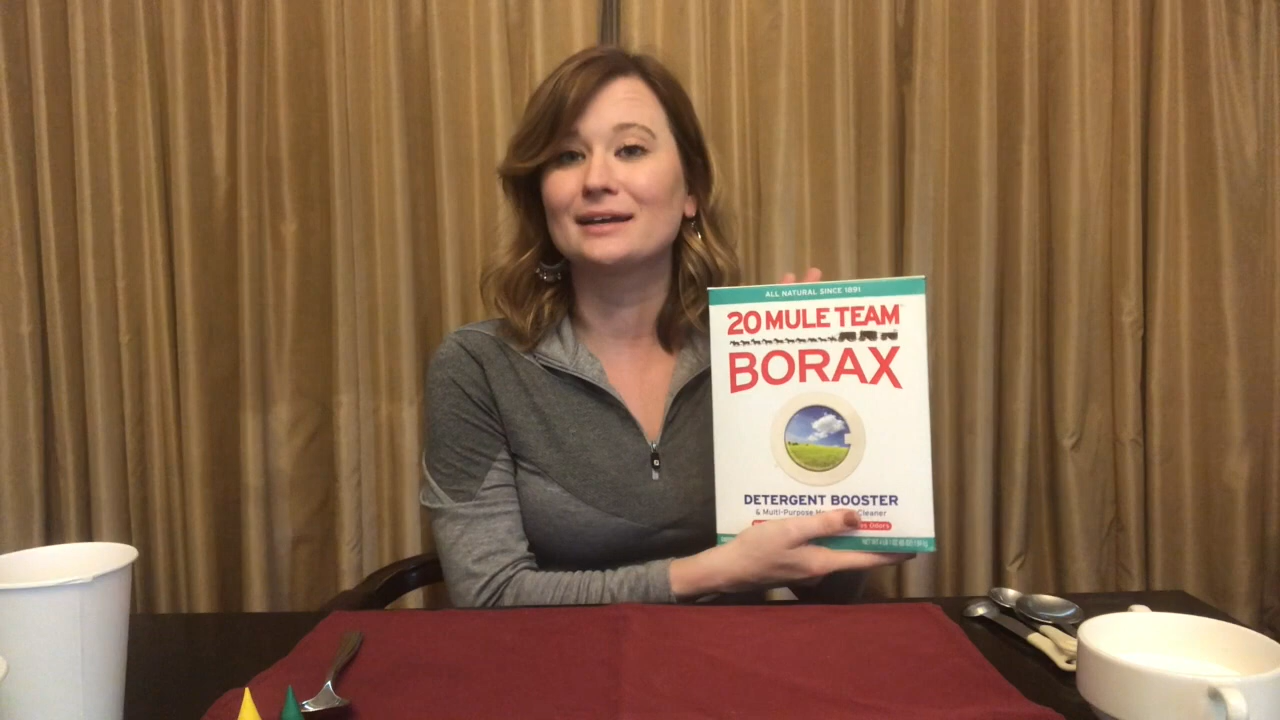 ALL NATURAL SINCE 1891
20 MULE TEAM
BORAX
DETERGENT BOOSTER
& Multi-Purpose Cleaner
Odors